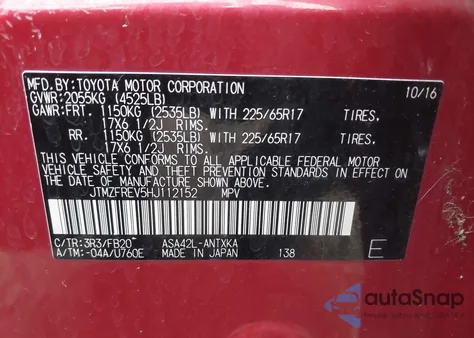 MFD.BY:TOYOTA MOTOR CORPORATION 10/16
GVWR:2055KG (4525LB)
GAWR:FRT. 1150KG (2535LB) WITH 225/65R17 TIRES.
17X6 1/2J RIMS.
RR. 1150KG (2535LB) WITH 225/65R17 TIRES.
17X6 1/2J RIMS.
THIS VEHICLE CONFORMS TO ALL APPLICABLE FEDERAL MOTOR
VEHICLE SAFETY AND THEFT PREVENTION STANDARDS IN EFFECT
ON THE DATE OF MANUFACTURE SHOWN ABOVE.
JTMZFREV5HJ112152 MPV
C/TR:3R3/FB20 ASA42L-ANTXKA
A/TM:-04A/U760E MADE IN JAPAN 138 E
autoSnap